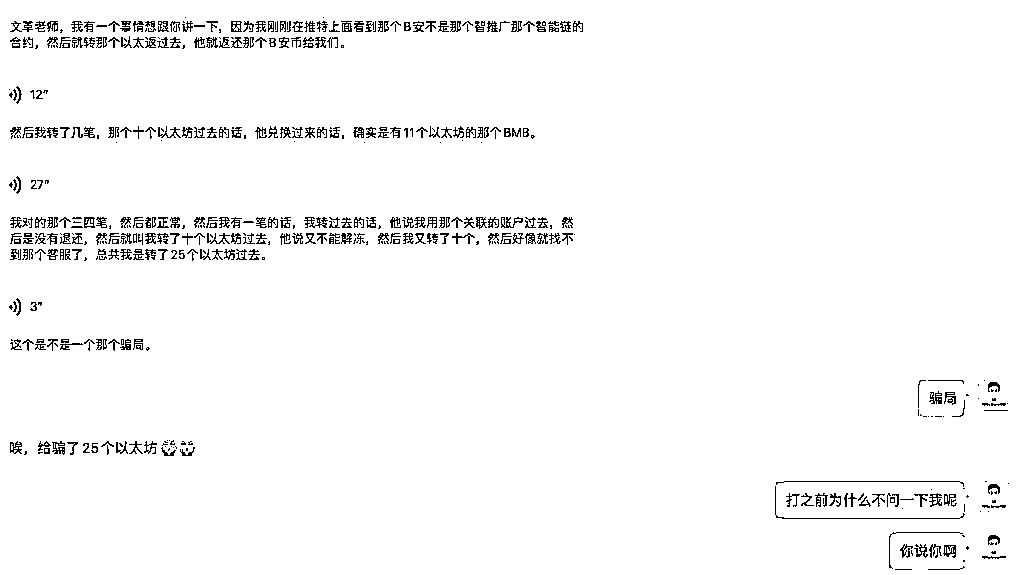 文革老师，我有一个事情想跟你讲一下，因为我刚刚在推特上面看到那个B安不是那个智推广那个智能链的
合约，然后就转那个以太返过去，他就返还那个B安币给我们。
12"
然后我转了几笔，那个十个以太坊过去的话，他兑换过来的话，确实是有11个以太坊的那个BMB。
27"
我对的那个三四笔，然后都正常，然后我有一笔的话，我转过去的话，他说我用那个关联的账户过去，然
后是没有退还，然后就叫我转了十个以太坊过去，他说又不能解冻，然后我又转了十个，然后好像就找不
到那个客服了，总共我是转了25个以太坊过去。
3"
这个是不是一个那个骗局。
骗局
唉，给骗了25个以太坊
打之前为什么不问一下我呢
你说你啊